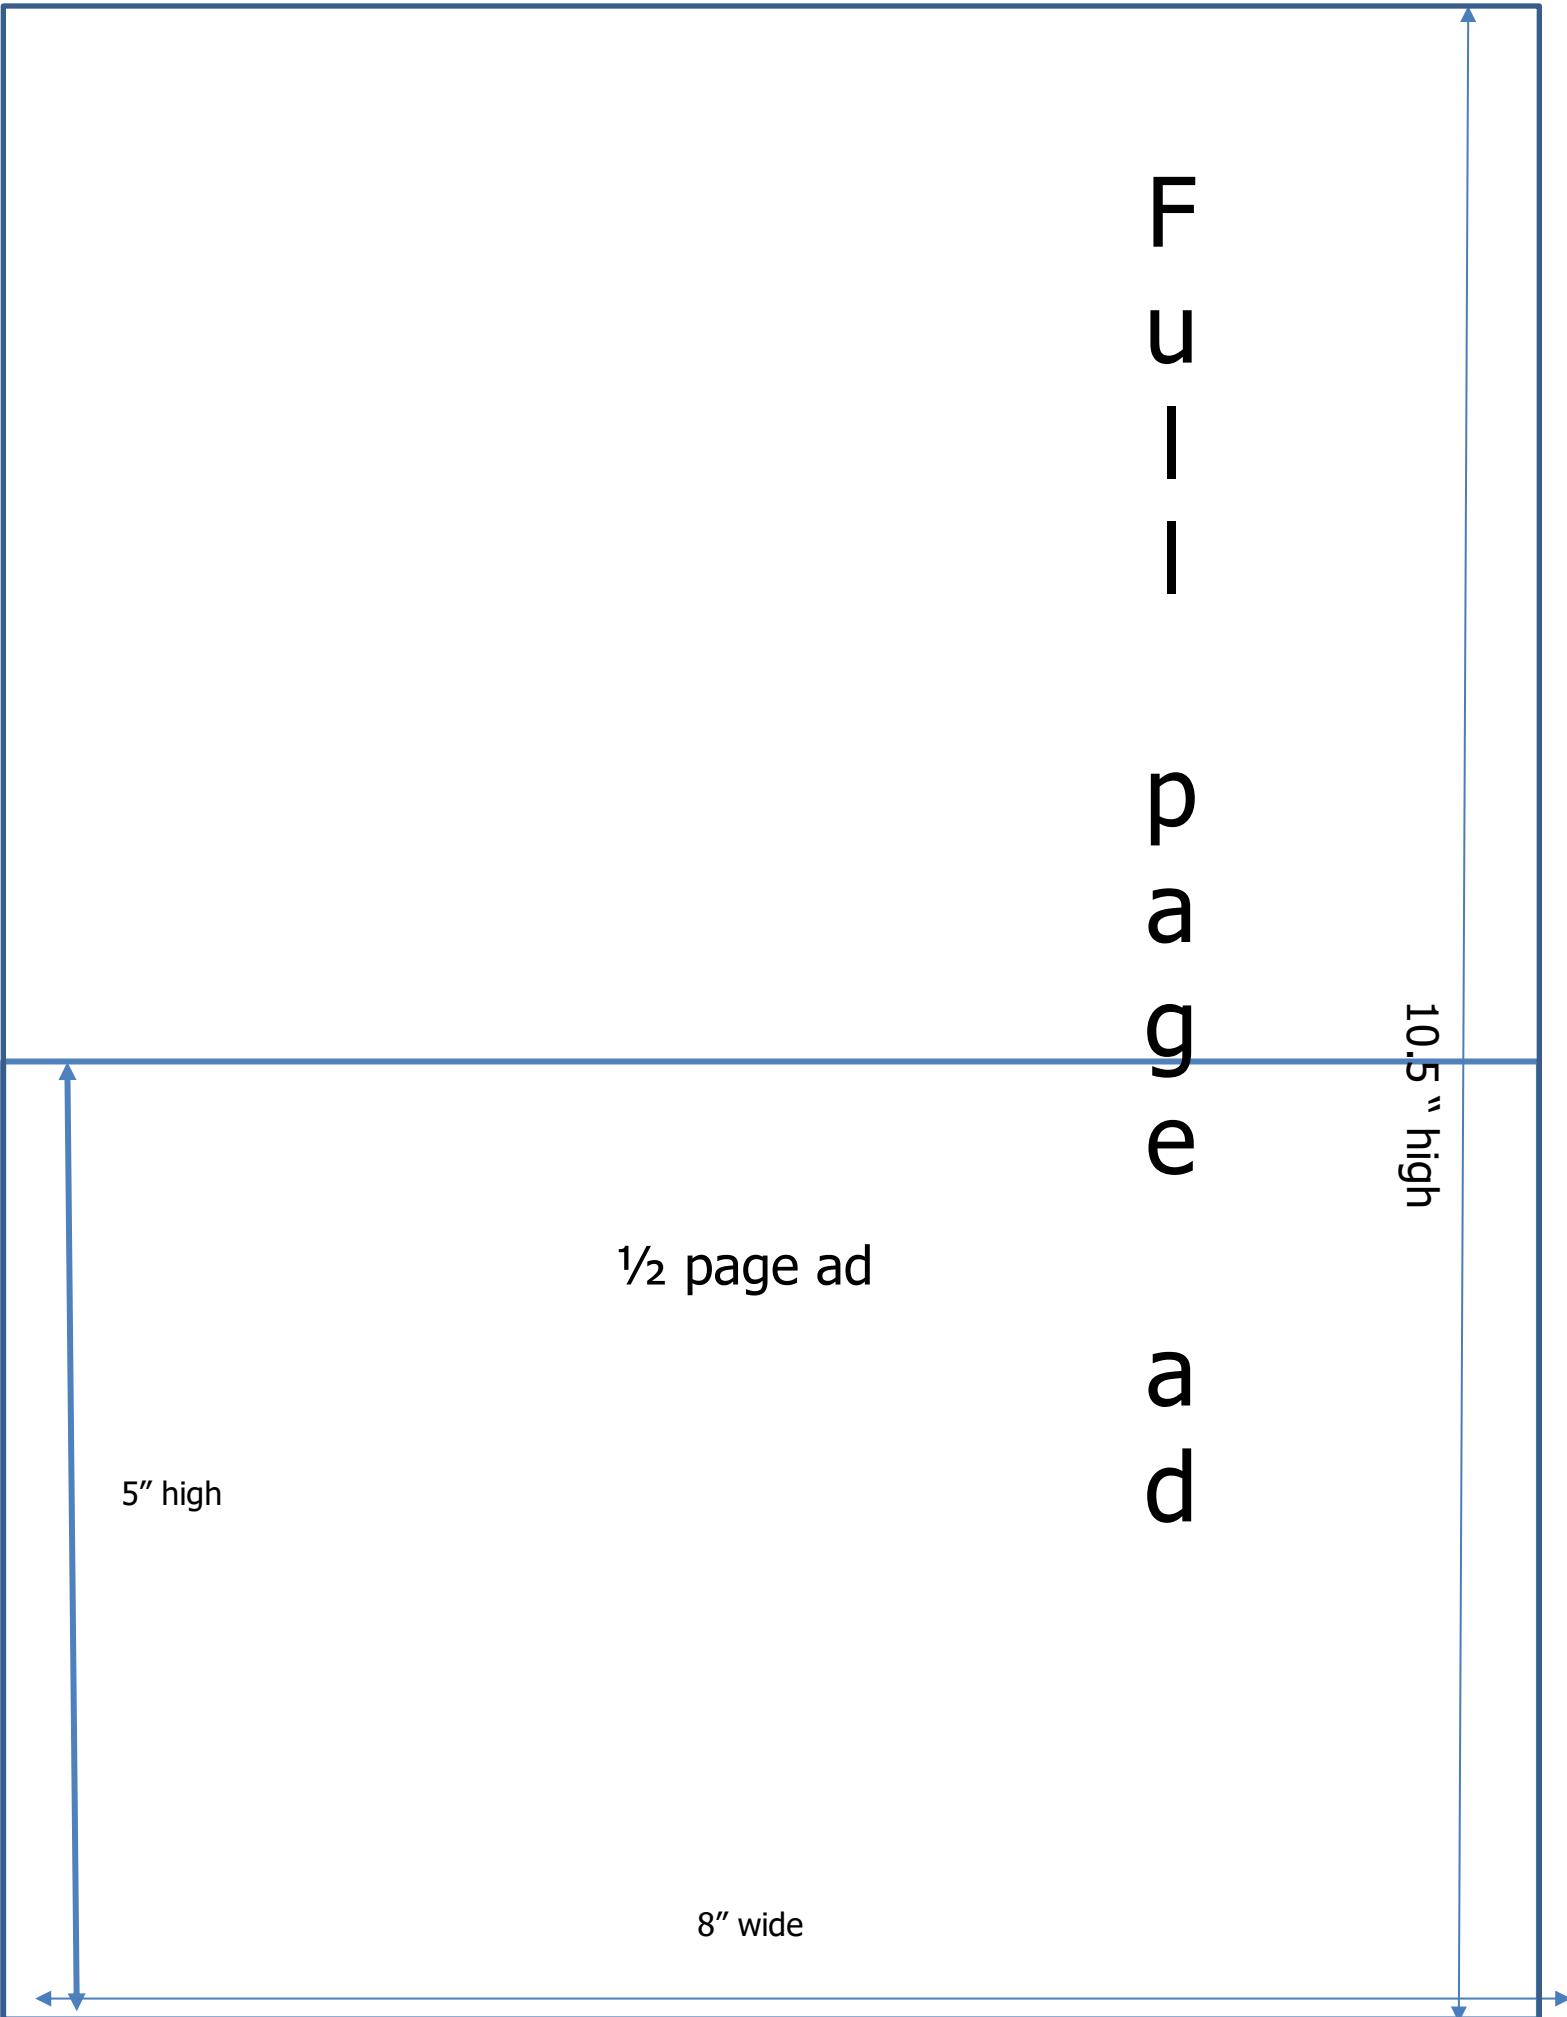 Full page ad
10.5 “ high
½ page ad
5” high
8” wide